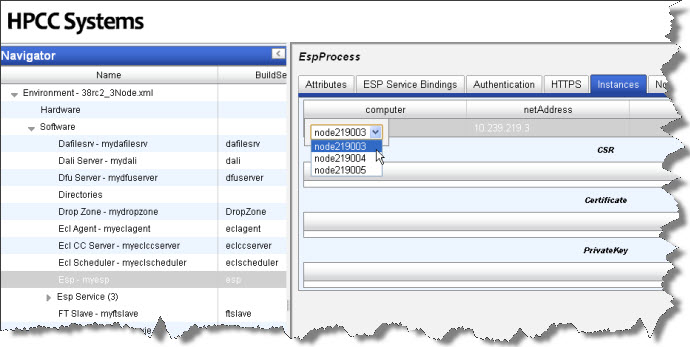 HPCC Systems
Navigator
Name BuildSe
Environment - 38rc2_3Node.xml
Hardware
Software
Dafilesrv - mydafilesrv dafilesrv
Dali Server - mydali dali
Dfu Server - mydfuserver dfuserver
Directories
Drop Zone - mydropzone DropZone
Ecl Agent - myeclagent eclagent
Ecl CC Server - myeclccserver eclccserver
Ecl Scheduler - myeclscheduler eclscheduler
Esp - myesp esp
Esp Service (3)
FT Slave - myftslave ftslave
EspProcess
Attributes ESP Service Bindings Authentication HTTPS Instances No
computer netAddress
node219003 10.239.219.3
node219003
node219004
node219005
CSR
Certificate
PrivateKey